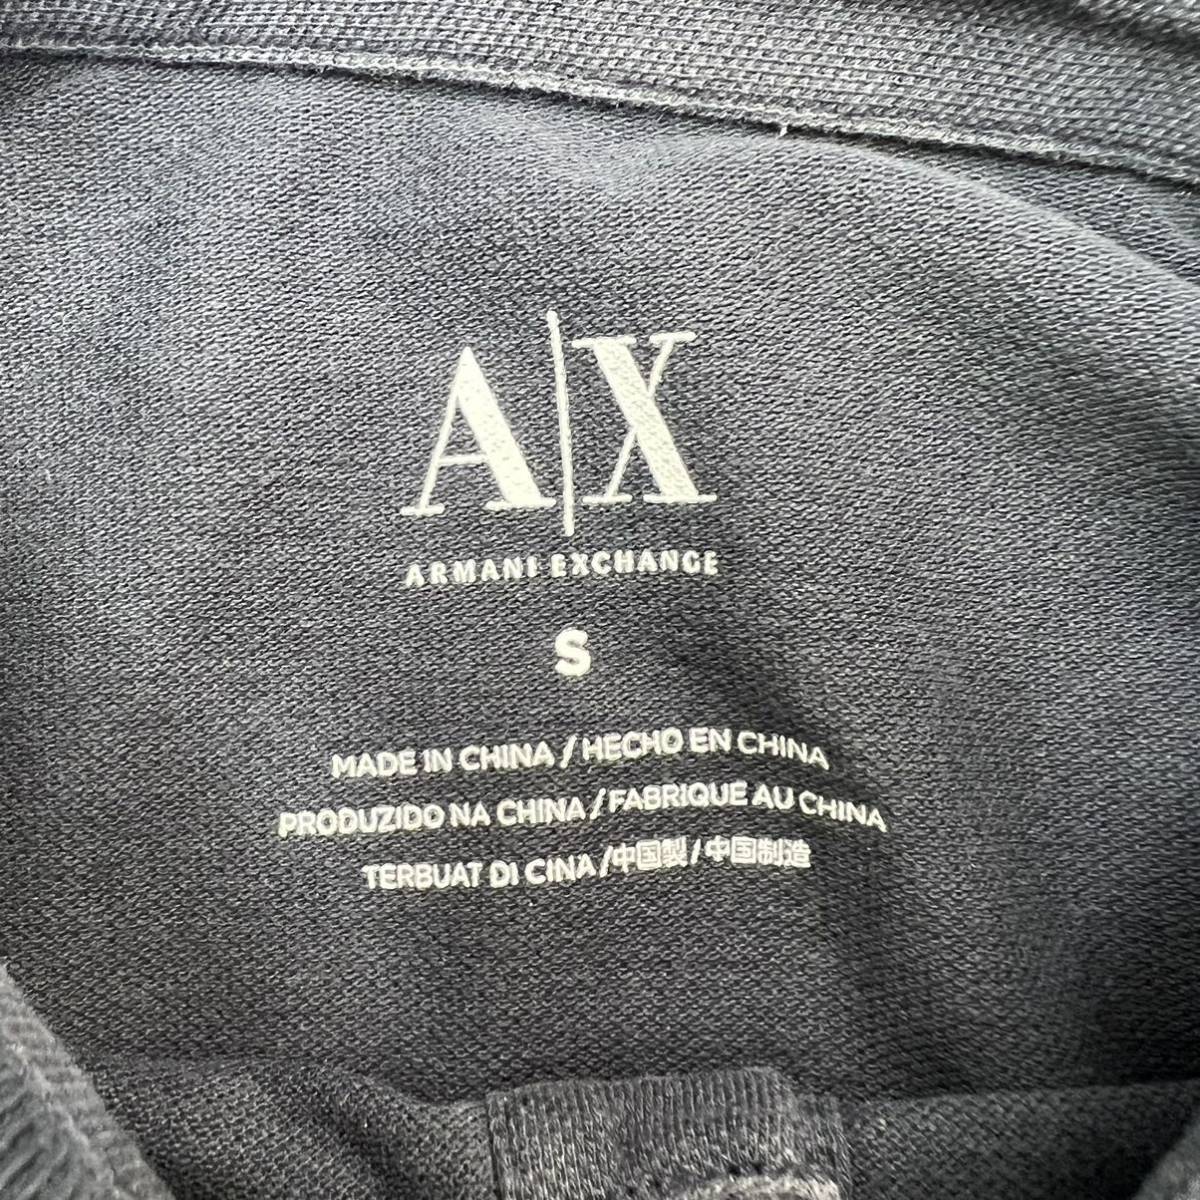 A|X
ARMANI EXCHANGE
S
MADE IN CHINA / HECHO EN CHINA
PRODUZIDO NA CHINA / FABRIQUE AU CHINA
TERBUAT DI CINA /中国製 / 中国制造